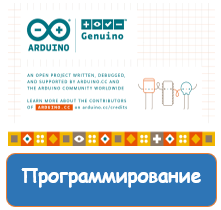 ARDUINO
Genuino
AN OPEN PROJECT WRITTEN, DEBUGGED,
AND SUPPORTED BY ARDUINO.CC AND
THE ARDUINO COMMUNITY WORLDWIDE
LEARN MORE ABOUT THE CONTRIBUTORS
OF ARDUINO.CC on arduino.cc/credits
Программирование